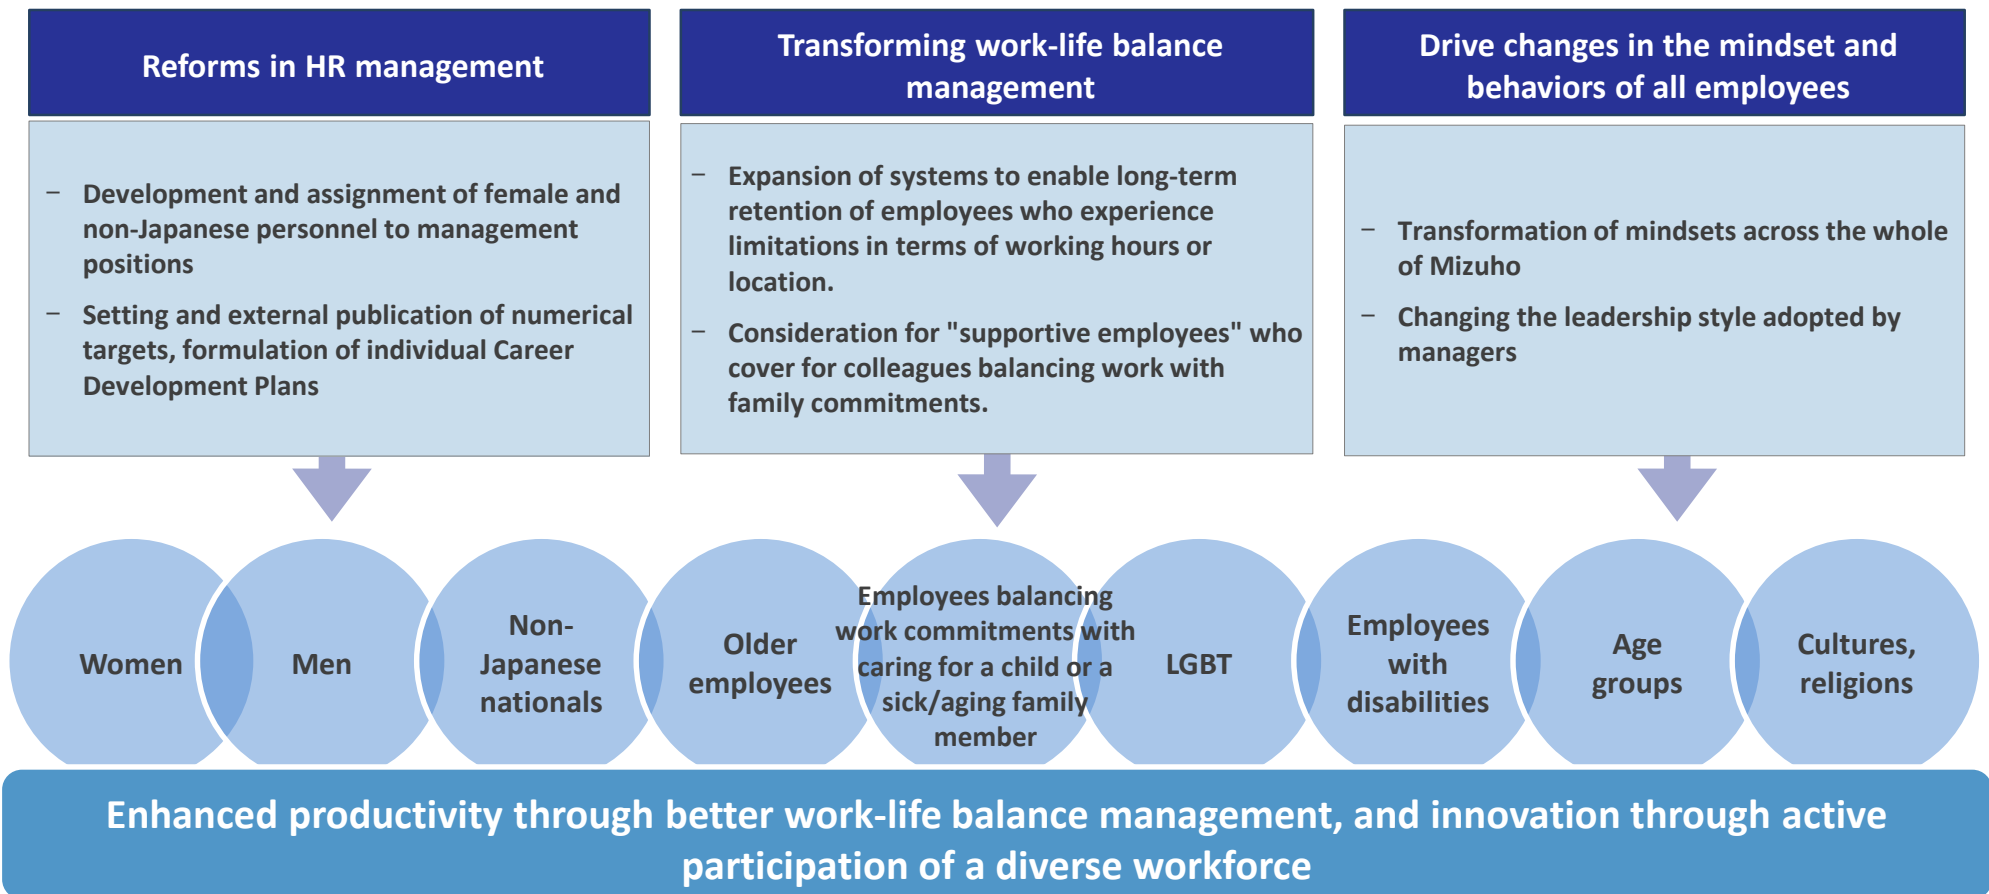 Reforms in HR management
Transforming work-life balance
management
Drive changes in the mindset and
behaviors of all employees
− Development and assignment of female and
non-Japanese personnel to management
positions
− Setting and external publication of numerical
targets, formulation of individual Career
Development Plans
− Expansion of systems to enable long-term
retention of employees who experience
limitations in terms of working hours or
location.
− Consideration for "supportive employees" who
cover for colleagues balancing work with
family commitments.
− Transformation of mindsets across the whole
of Mizuho
− Changing the leadership style adopted by
managers
Women
Men
Non-
Japanese
nationals
Older
employees
Employees balancing
work commitments with
caring for a child or a
sick/aging family
member
LGBT
Employees
with
disabilities
Age
groups
Cultures,
religions
Enhanced productivity through better work-life balance management, and innovation through active
participation of a diverse workforce